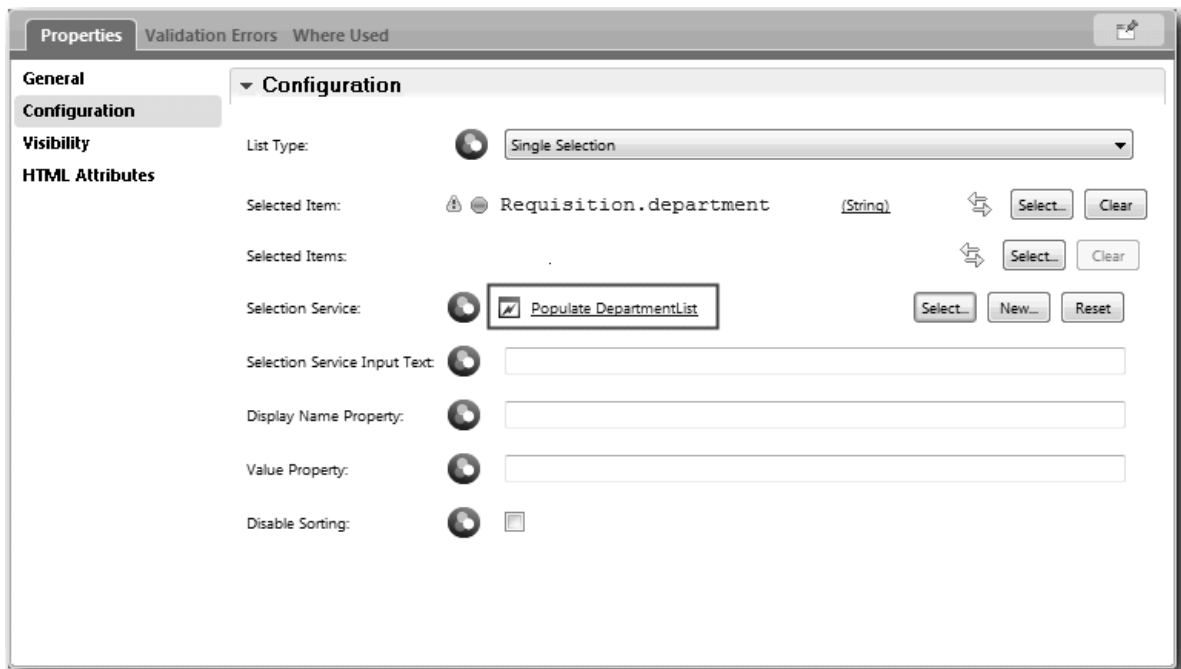 Properties Validation Errors Where Used
General
Configuration
Visibility
HTML Attributes
Configuration
List Type: Single Selection
Selected Item: Requisition.department (String) Select... Clear
Selected Items: Select... Clear
Selection Service: Populate DepartmentList Select... New... Reset
Selection Service Input Text:
Display Name Property:
Value Property:
Disable Sorting: